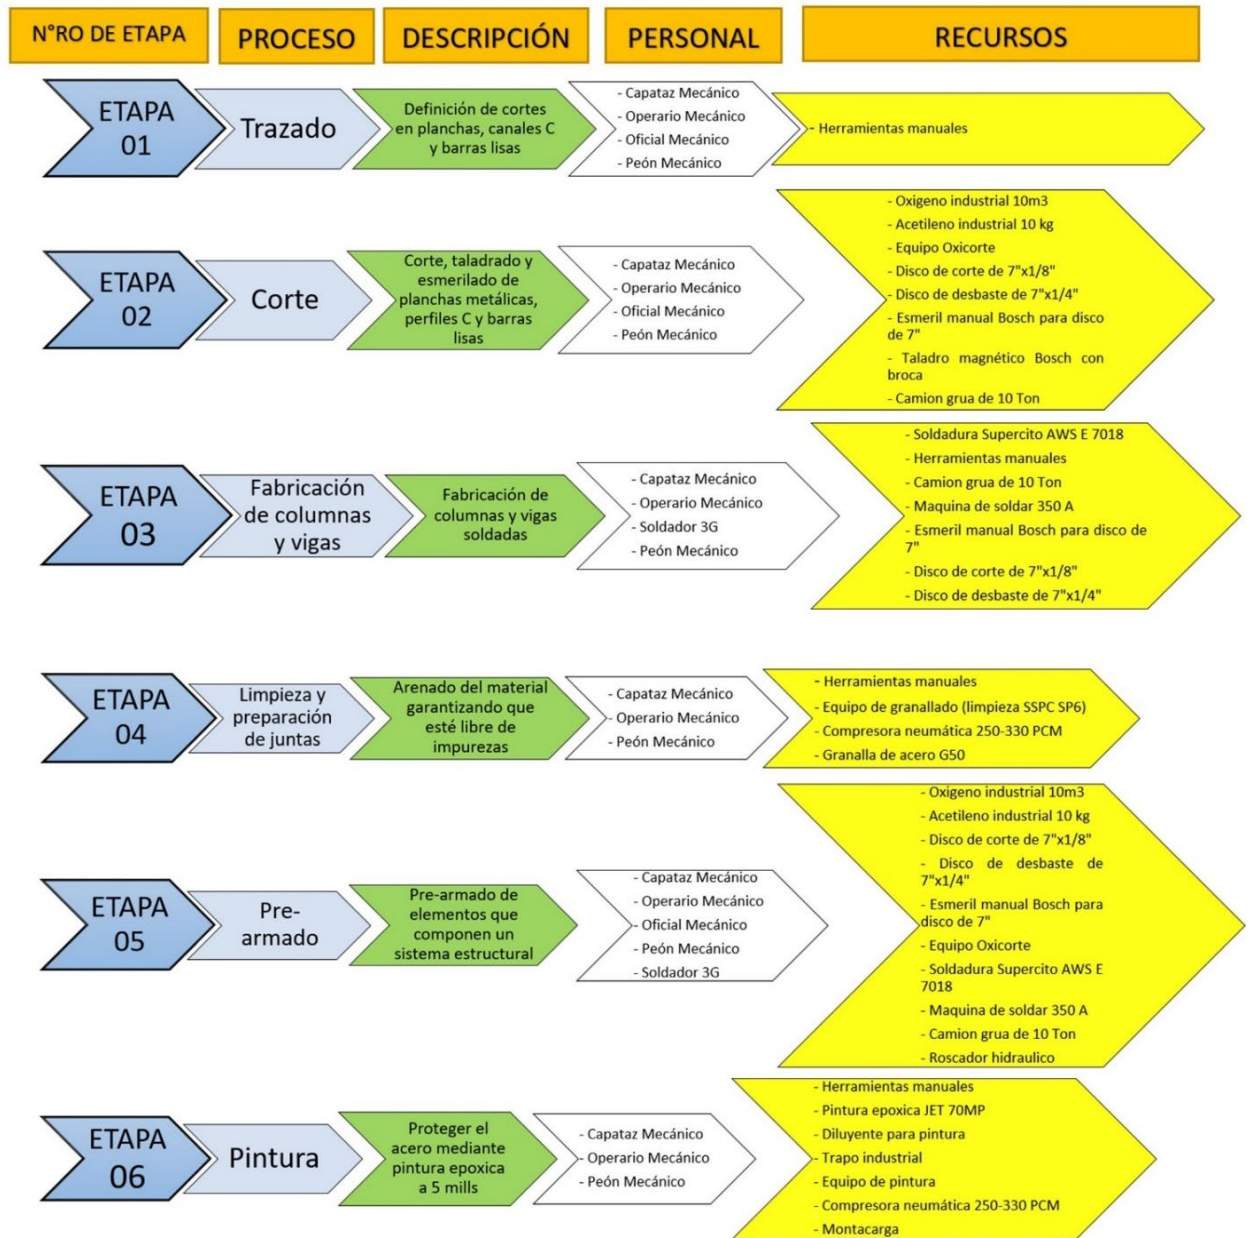 N°RO DE ETAPA
PROCESO
DESCRIPCIÓN
PERSONAL
RECURSOS
ETAPA
01
Trazado
Definición de cortes
en planchas, canales C
y barras lisas
- Capataz Mecánico
- Operario Mecánico
- Oficial Mecánico
- Peón Mecánico
- Herramientas manuales
ETAPA
02
Corte
Corte, taladrado y
esmerilado de
planchas metálicas,
perfiles C y barras
lisas
- Capataz Mecánico
- Operario Mecánico
- Oficial Mecánico
- Peón Mecánico
- Oxigeno industrial 10m3
- Acetileno industrial 10 kg
- Equipo Oxicorte
- Disco de corte de 7"x1/8"
- Disco de desbaste de 7"x1/4"
- Esmeril manual Bosch para disco
de 7"
- Taladro magnético Bosch con
broca
- Camion grua de 10 Ton
ETAPA
03
Fabricación
de columnas
y vigas
Fabricación de
columnas y vigas
soldadas
- Capataz Mecánico
- Operario Mecánico
- Soldador 3G
- Peón Mecánico
- Soldadura Supercito AWS E 7018
- Herramientas manuales
- Camion grua de 10 Ton
- Maquina de soldar 350 A
- Esmeril manual Bosch para disco de
7"
- Disco de corte de 7"x1/8"
- Disco de desbaste de 7"x1/4"
ETAPA
04
Limpieza y
preparación
de juntas
Arenado del material
garantizando que
esté libre de
impurezas
- Capataz Mecánico
- Operario Mecánico
- Peón Mecánico
- Herramientas manuales
- Equipo de granallado (limpieza SSPC SP6)
- Compresora neumática 250-330 PCM
- Granalla de acero G50
ETAPA
05
Pre-
armado
Pre-armado de
elementos que
componen un
sistema estructural
- Capataz Mecánico
- Operario Mecánico
- Oficial Mecánico
- Peón Mecánico
- Soldador 3G
- Oxigeno industrial 10m3
- Acetileno industrial 10 kg
- Disco de corte de 7"x1/8"
- Disco de desbaste de
7"x1/4"
- Esmeril manual Bosch para
disco de 7"
- Equipo Oxicorte
- Soldadura Supercito AWS E
7018
- Maquina de soldar 350 A
- Camion grua de 10 Ton
- Roscador hidraulico
ETAPA
06
Pintura
Proteger el
acero mediante
pintura epoxica
a 5 mills
- Capataz Mecánico
- Operario Mecánico
- Peón Mecánico
- Herramientas manuales
- Pintura epoxica JET 70MP
- Diluyente para pintura
- Trapo industrial
- Equipo de pintura
- Compresora neumática 250-330 PCM
- Montacarga